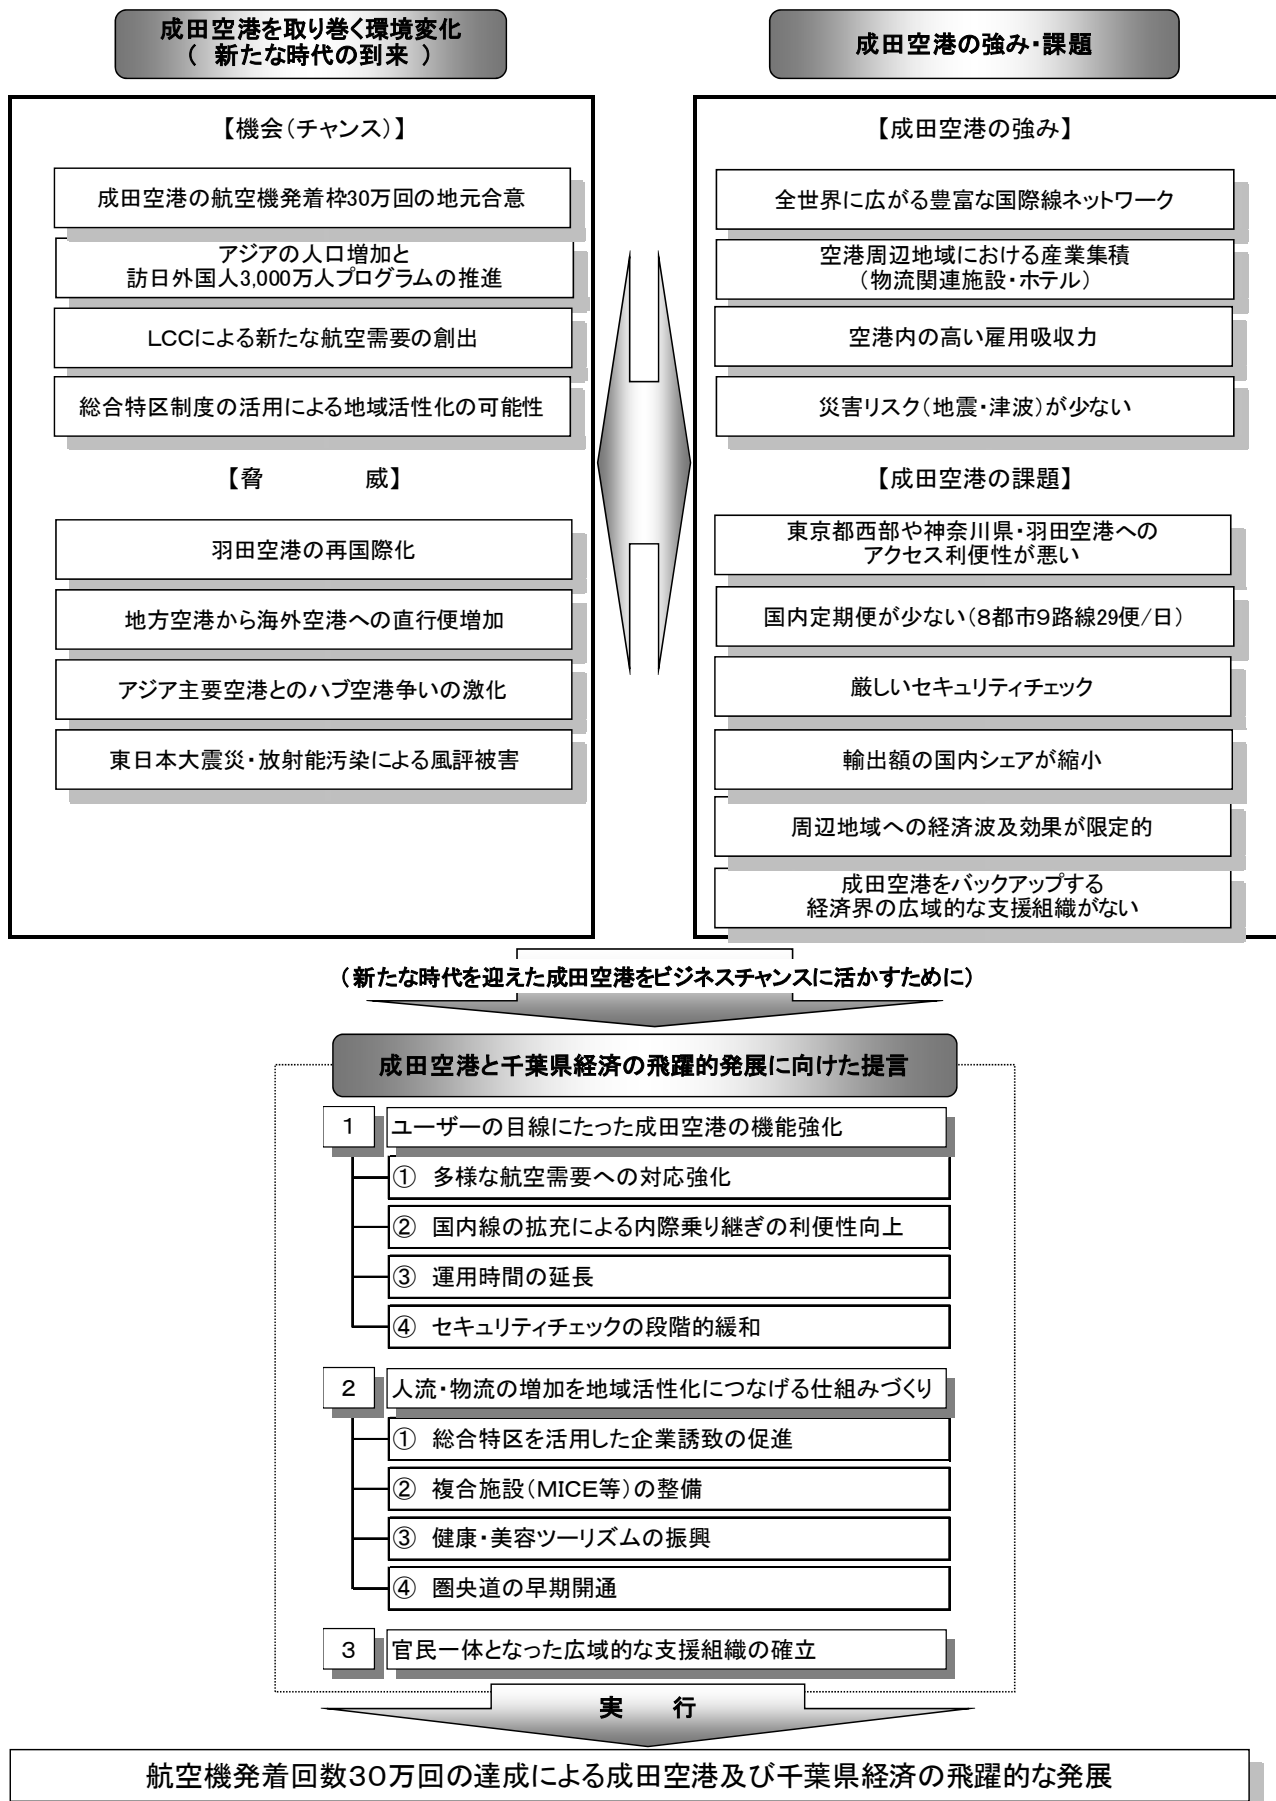 成田空港を取り巻く環境変化
( 新たな時代の到来 )
【機会(チャンス)】
成田空港の航空機発着枠30万回の地元合意
アジアの人口増加と
訪日外国人3,000万人プログラムの推進
LCCによる新たな航空需要の創出
総合特区制度の活用による地域活性化の可能性
【脅 威】
羽田空港の再国際化
地方空港から海外空港への直行便増加
アジア主要空港とのハブ空港争いの激化
東日本大震災・放射能汚染による風評被害
成田空港の強み・課題
【成田空港の強み】
全世界に広がる豊富な国際線ネットワーク
空港周辺地域における産業集積
(物流関連施設・ホテル)
空港内の高い雇用吸収力
災害リスク(地震・津波)が少ない
【成田空港の課題】
東京都西部や神奈川県・羽田空港への
アクセス利便性が悪い
国内定期便が少ない(8都市9路線29便/日)
厳しいセキュリティチェック
輸出額の国内シェアが縮小
周辺地域への経済波及効果が限定的
成田空港をバックアップする
経済界の広域的な支援組織がない
(新たな時代を迎えた成田空港をビジネスチャンスに活かすために)
成田空港と千葉県経済の飛躍的発展に向けた提言
1 ユーザーの目線にたった成田空港の機能強化
① 多様な航空需要への対応強化
② 国内線の拡充による内際乗り継ぎの利便性向上
③ 運用時間の延長
④ セキュリティチェックの段階的緩和
2 人流・物流の増加を地域活性化につなげる仕組みづくり
① 総合特区を活用した企業誘致の促進
② 複合施設(MICE等)の整備
③ 健康・美容ツーリズムの振興
④ 圏央道の早期開通
3 官民一体となった広域的な支援組織の確立
実 行
航空機発着回数30万回の達成による成田空港及び千葉県経済の飛躍的な発展